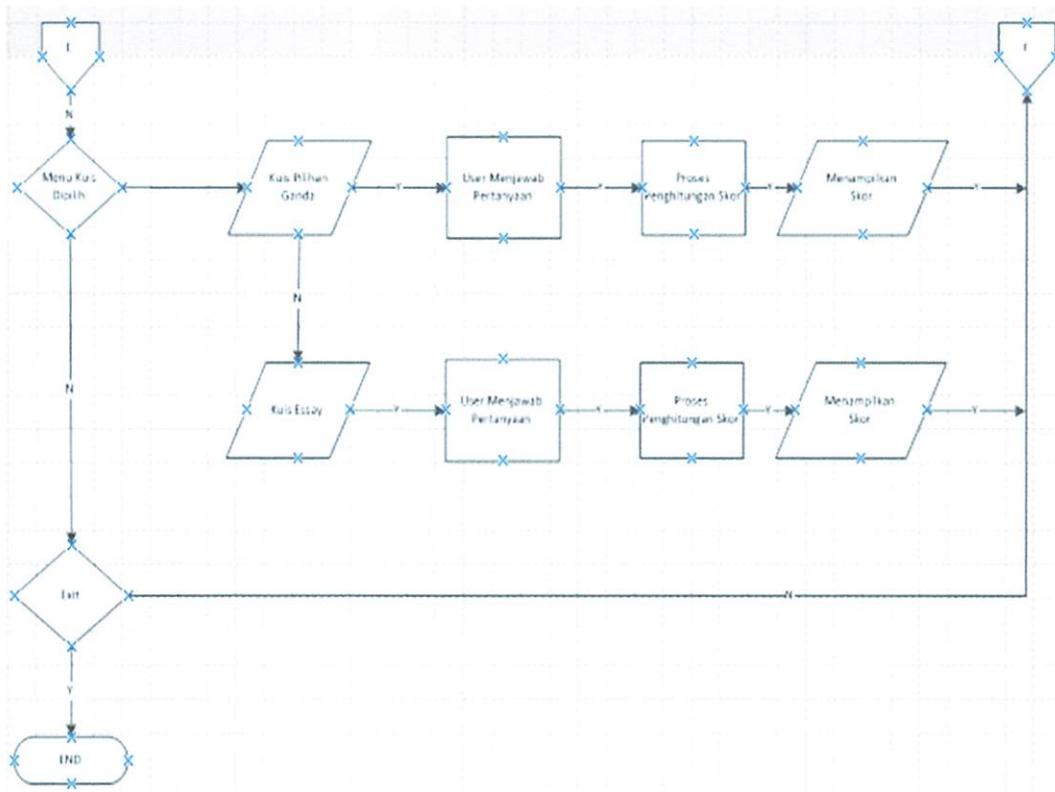 N
Menu Kuis
Dipilih
Kuis Pilihan
Ganda
Y
User Menjawab
Pertanyaan
Y
Proses
Penghitungan Skor
Y
Menampilkan
Skor
Y
N
N
Kuis Essay
Y
User Menjawab
Pertanyaan
Y
Proses
Penghitungan Skor
Y
Menampilkan
Skor
Y
Exit
N
Y
END